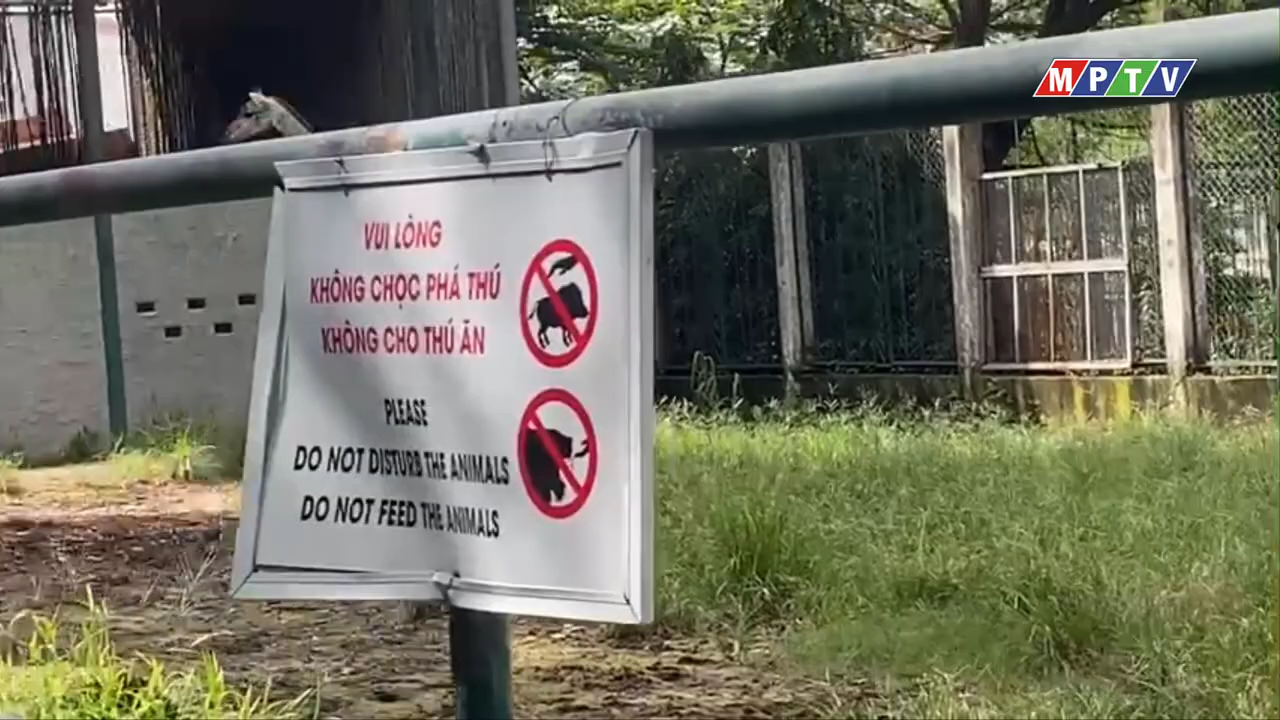 MPTV
VUI LÒNG
KHÔNG CHỌC PHÁ THÚ
KHÔNG CHO THÚ ĂN
PLEASE
DO NOT DISTURB THE ANIMALS
DO NOT FEED THE ANIMALS